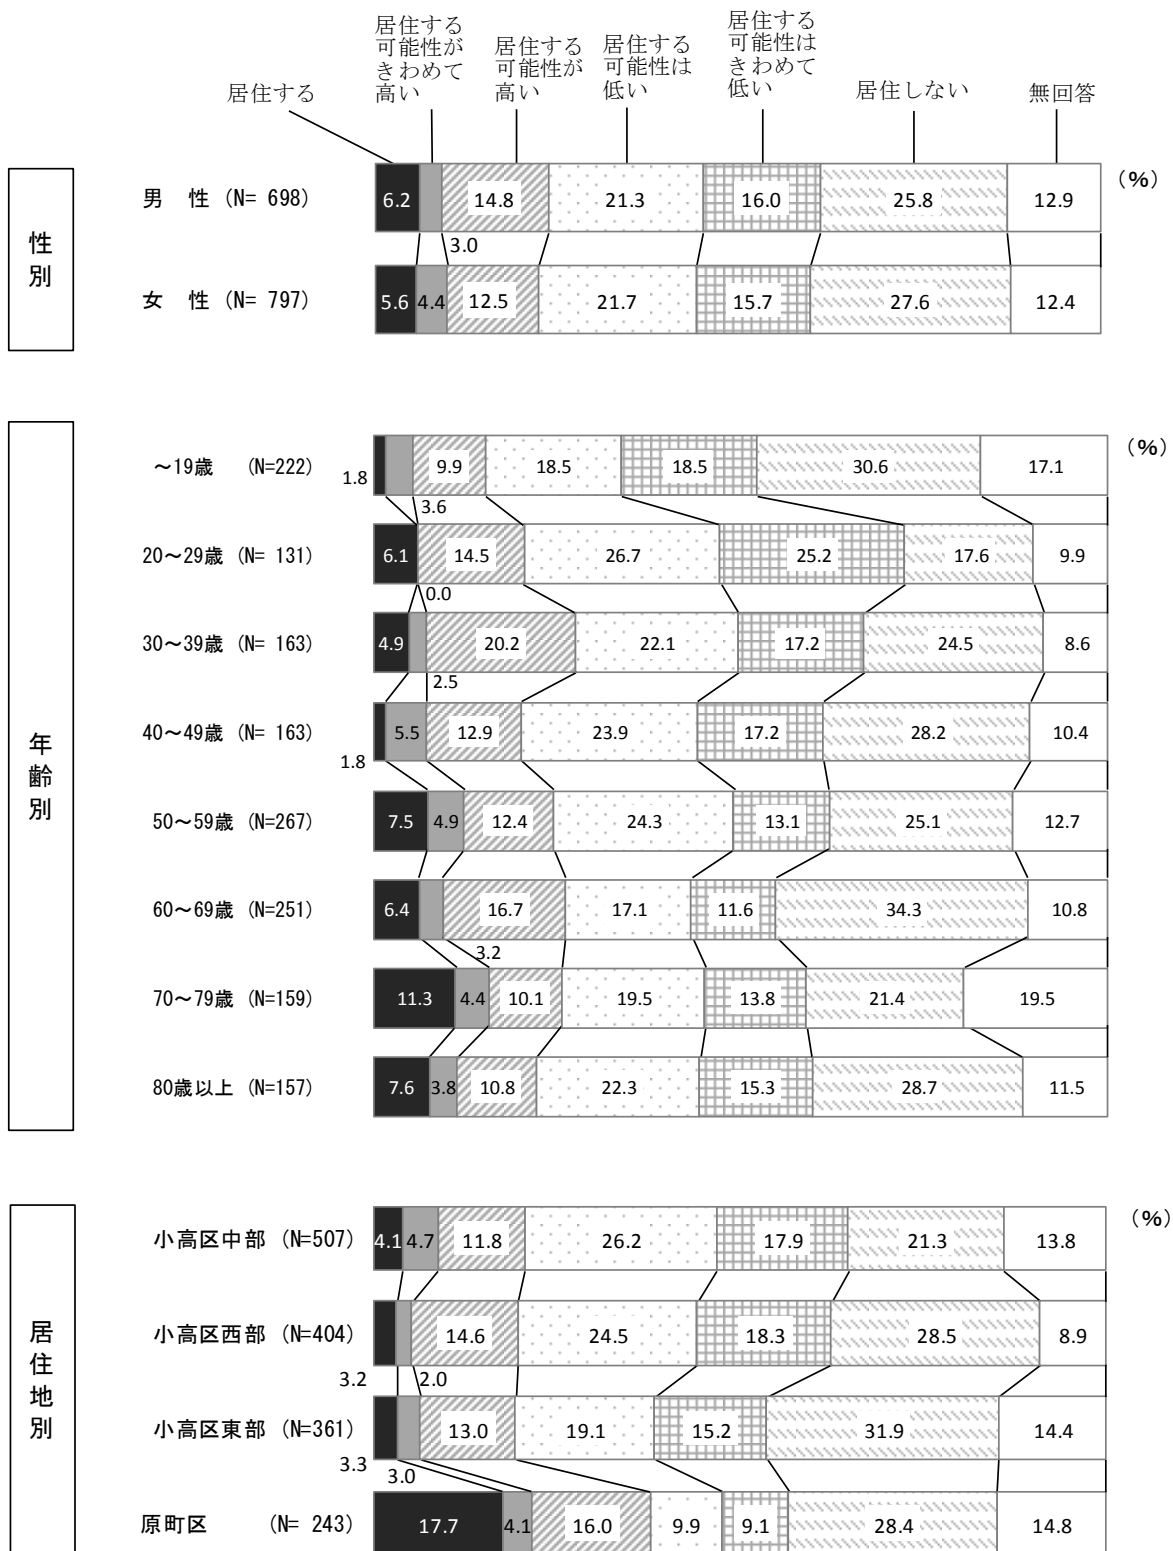 居住する
居住する
可能性が
きわめて
高い
居住する
可能性が
高い
居住する
可能性は
低い
居住する
可能性は
きわめて
低い
居住しない
無回答
(%)
性別
男 性 (N= 698)
6.2
3.0
14.8
21.3
16.0
25.8
12.9
女 性 (N= 797)
5.6
4.4
12.5
21.7
15.7
27.6
12.4
(%)
年齢別
～19歳 (N=222)
1.8
3.6
9.9
18.5
18.5
30.6
17.1
20～29歳 (N= 131)
6.1
0.0
14.5
26.7
25.2
17.6
9.9
30～39歳 (N= 163)
4.9
2.5
20.2
22.1
17.2
24.5
8.6
40～49歳 (N= 163)
1.8
5.5
12.9
23.9
17.2
28.2
10.4
50～59歳 (N=267)
7.5
4.9
12.4
24.3
13.1
25.1
12.7
60～69歳 (N=251)
6.4
3.2
16.7
17.1
11.6
34.3
10.8
70～79歳 (N=159)
11.3
4.4
10.1
19.5
13.8
21.4
19.5
80歳以上 (N=157)
7.6
3.8
10.8
22.3
15.3
28.7
11.5
(%)
居住地別
小高区中部 (N=507)
4.1
4.7
11.8
26.2
17.9
21.3
13.8
小高区西部 (N=404)
3.2
2.0
14.6
24.5
18.3
28.5
8.9
小高区東部 (N=361)
3.3
3.0
13.0
19.1
15.2
31.9
14.4
原町区 (N= 243)
17.7
4.1
16.0
9.9
9.1
28.4
14.8